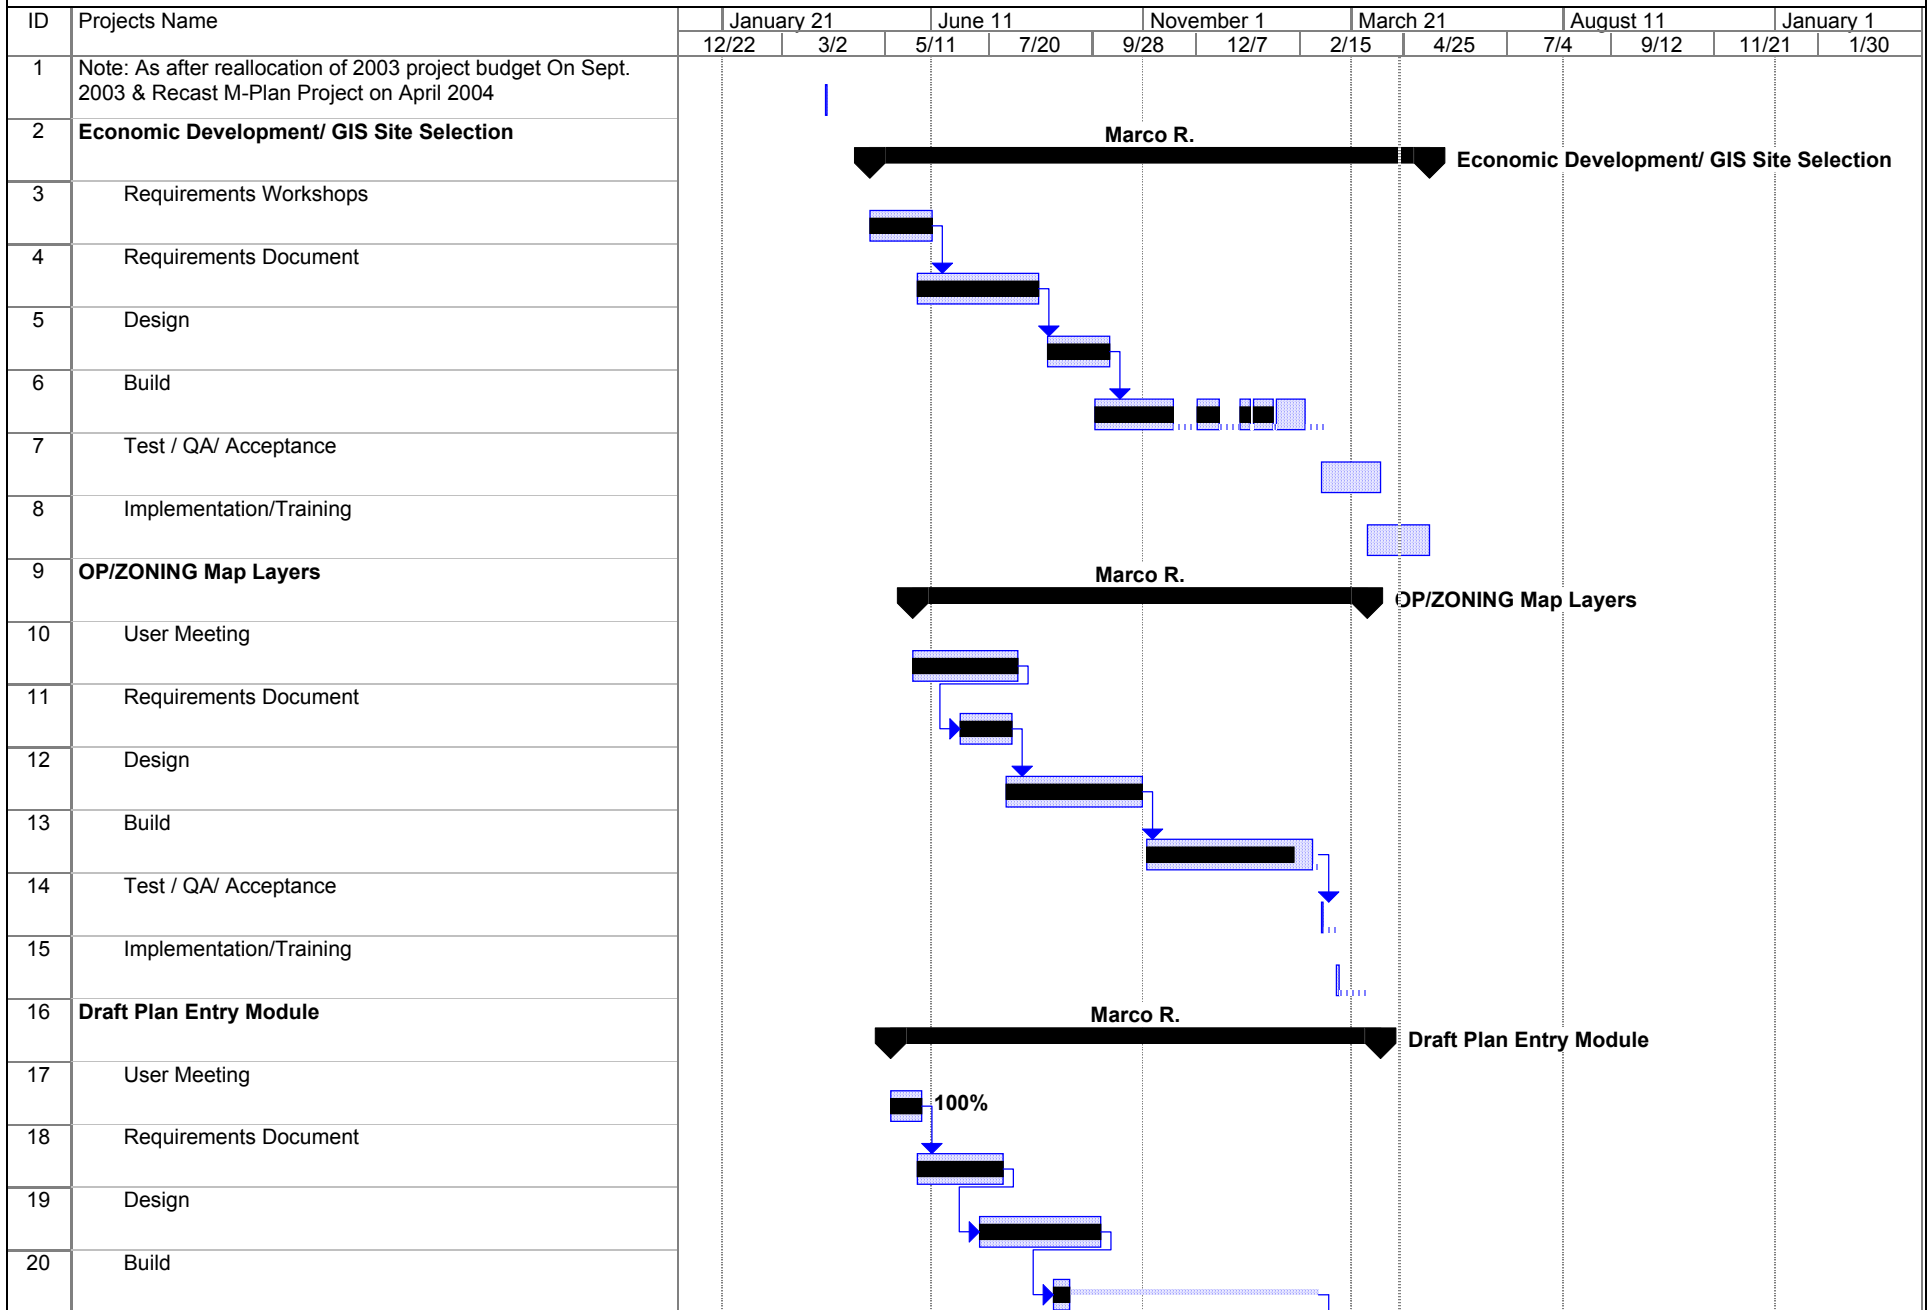 ID Projects Name January 21 June 11 November 1 March 21 August 11 January 1
12/22 3/2 5/11 7/20 9/28 12/7 2/15 4/25 7/4 9/12 11/21 1/30
1 Note: As after reallocation of 2003 project budget On Sept.
2003 & Recast M-Plan Project on April 2004
2 Economic Development/ GIS Site Selection Marco R.
Economic Development/ GIS Site Selection
3 Requirements Workshops
4 Requirements Document
5 Design
6 Build
7 Test / QA/ Acceptance
8 Implementation/Training
9 OP/ZONING Map Layers Marco R.
OP/ZONING Map Layers
10 User Meeting
11 Requirements Document
12 Design
13 Build
14 Test / QA/ Acceptance
15 Implementation/Training
16 Draft Plan Entry Module Marco R.
Draft Plan Entry Module
17 User Meeting
100%
18 Requirements Document
19 Design
20 Build